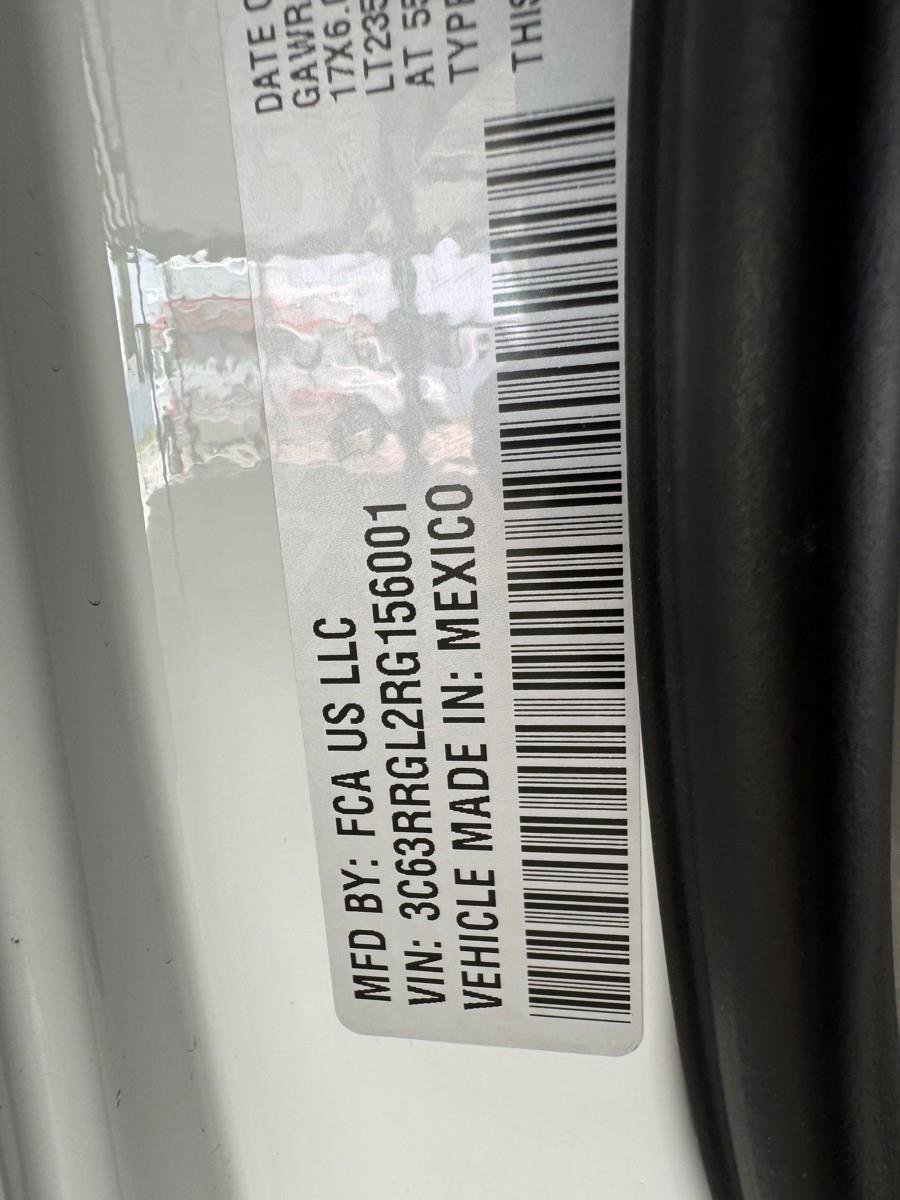 MFD BY: FCA US LLC
VIN: 3C63RRGL2RG156001
VEHICLE MADE IN: MEXICO
DATE O
GAWR
17X6.
LT235
AT 55
TYPE
THIS